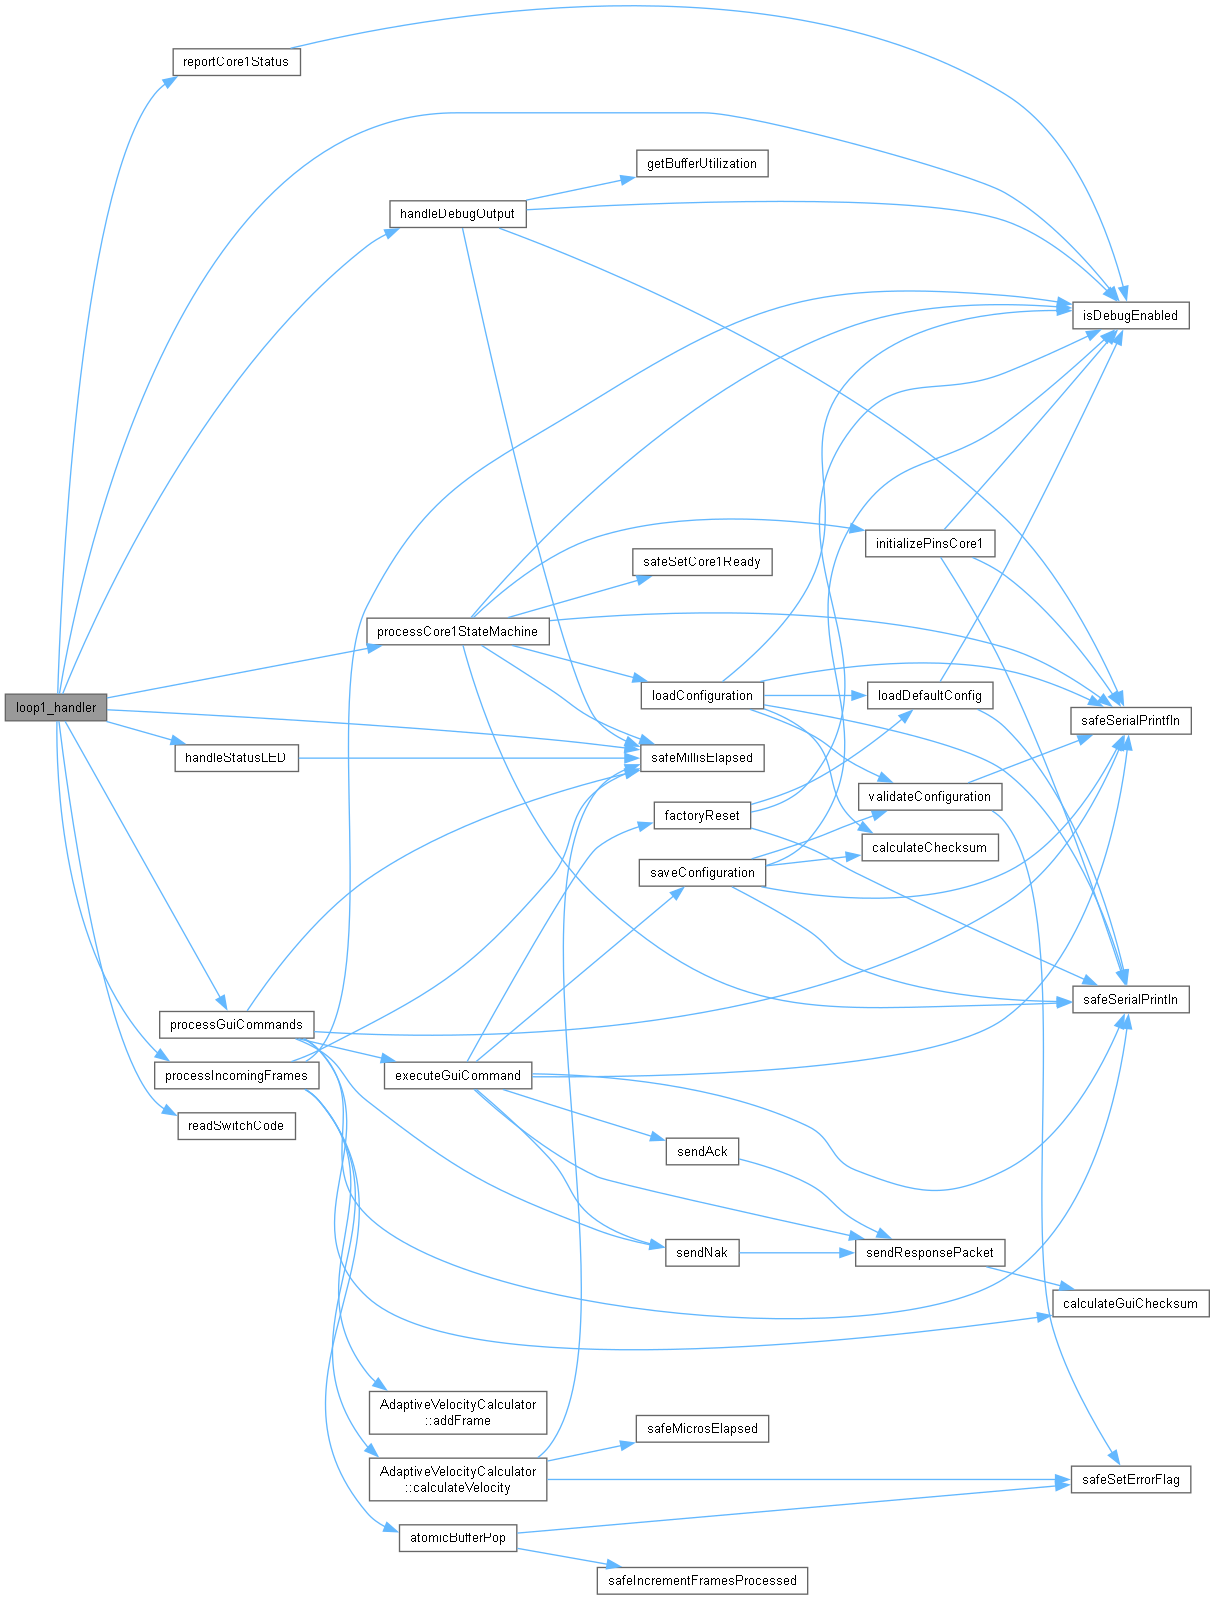 reportCore1Status
getBufferUtilization
handleDebugOutput
isDebugEnabled
initializePinsCore1
safeSetCore1Ready
processCore1StateMachine
loadConfiguration
loadDefaultConfig
loop1_handler
safeSerialPrintfln
handleStatusLED
safeMillisElapsed
validateConfiguration
factoryReset
calculateChecksum
saveConfiguration
safeSerialPrintln
processGuiCommands
processIncomingFrames
executeGuiCommand
readSwitchCode
sendAck
sendNak
sendResponsePacket
calculateGuiChecksum
AdaptiveVelocityCalculator
::addFrame
safeMicrosElapsed
AdaptiveVelocityCalculator
::calculateVelocity
safeSetErrorFlag
atomicBufferPop
safeIncrementFramesProcessed